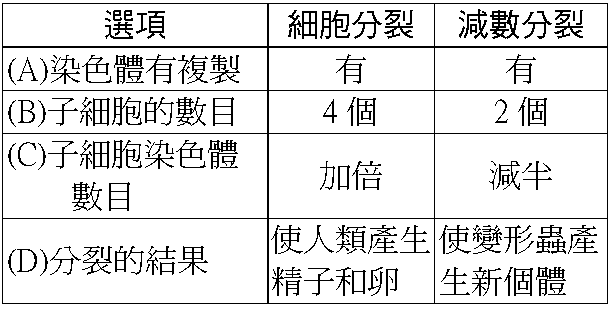 選項 細胞分裂 減數分裂
(A)染色體有複製 有 有
(B)子細胞的數目 4 個 2 個
(C)子細胞染色體
數目 加倍 減半
(D)分裂的結果 使人類產生 使變形蟲產
精子和卵 生新個體